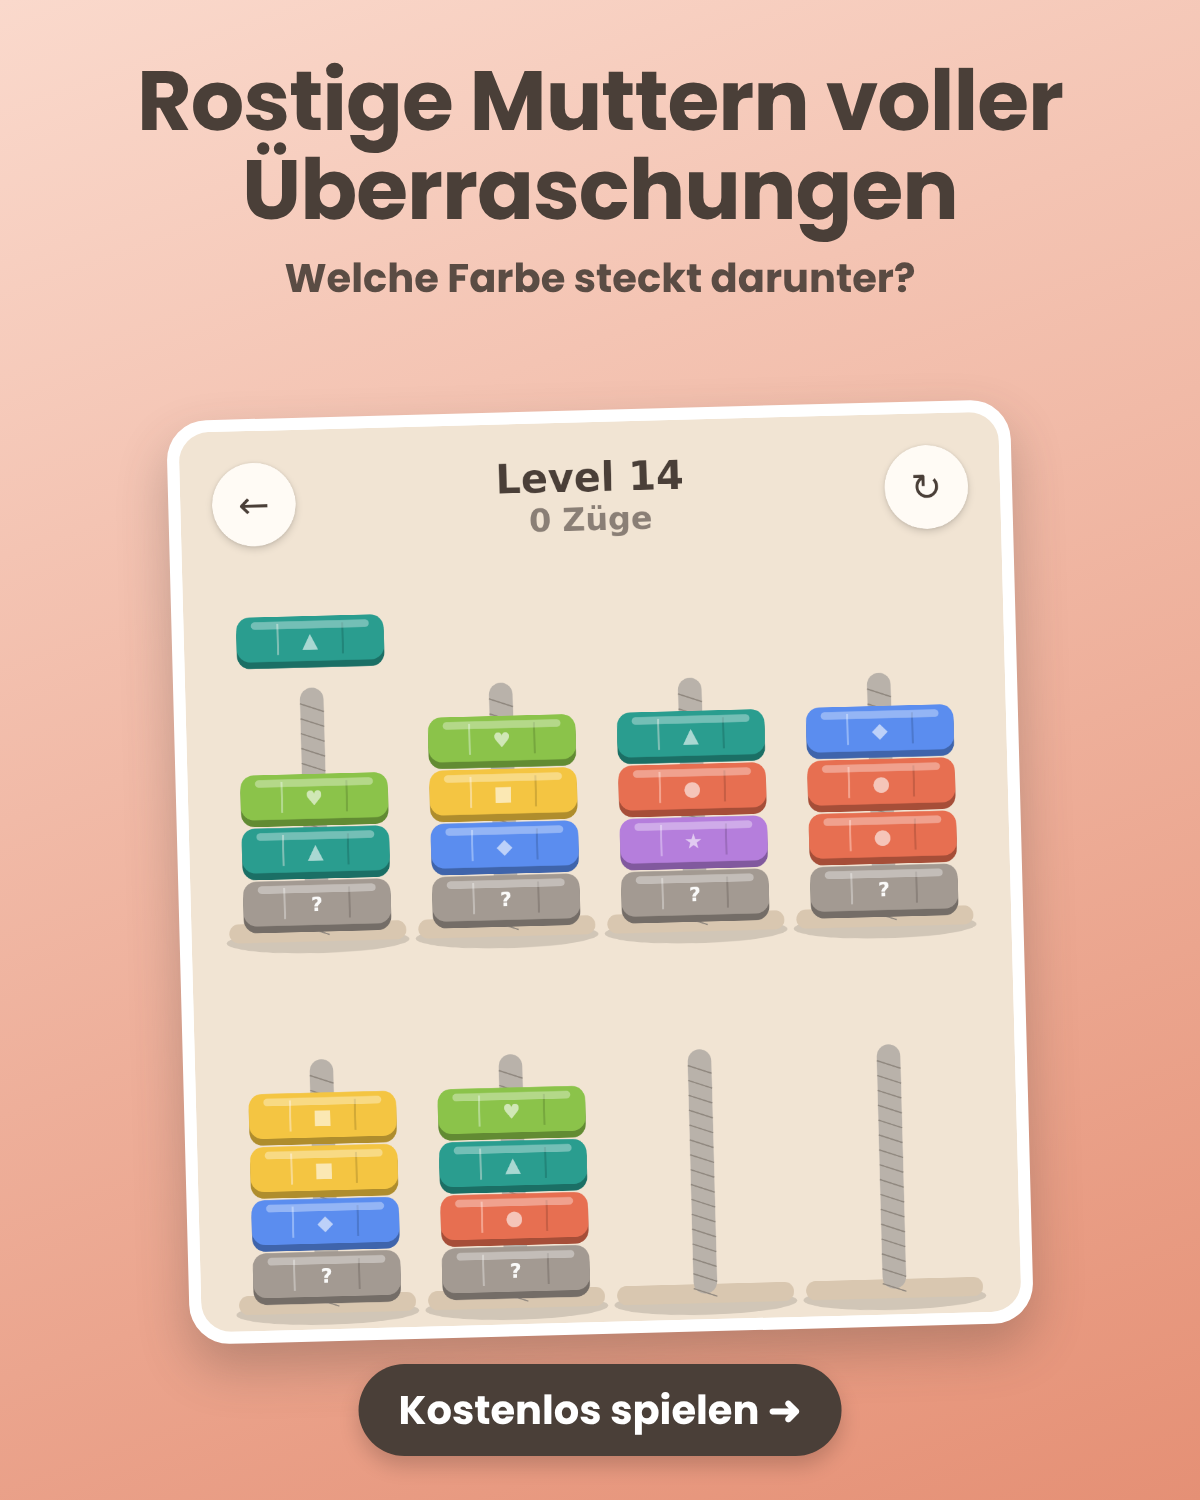 Rostige Muttern voller
Überraschungen
Welche Farbe steckt darunter?
←
Level 14
↻
0 Züge
? ? ? ?
? ?
Kostenlos spielen ➜